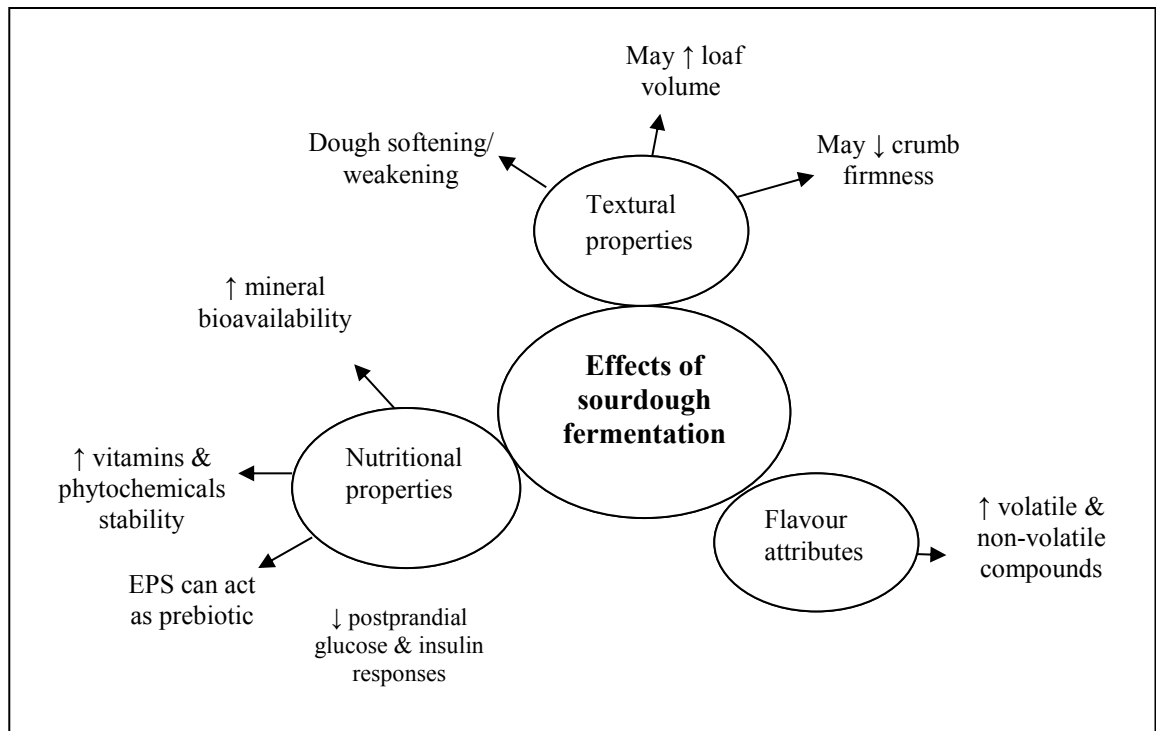 May ↑ loaf
volume
Dough softening/
weakening
May ↓ crumb
firmness
Textural
properties
↑ mineral
bioavailability
Effects of
sourdough
fermentation
↑ vitamins &
phytochemicals
stability
Nutritional
properties
Flavour
attributes
↑ volatile &
non-volatile
compounds
EPS can act
as prebiotic
↓ postprandial
glucose & insulin
responses